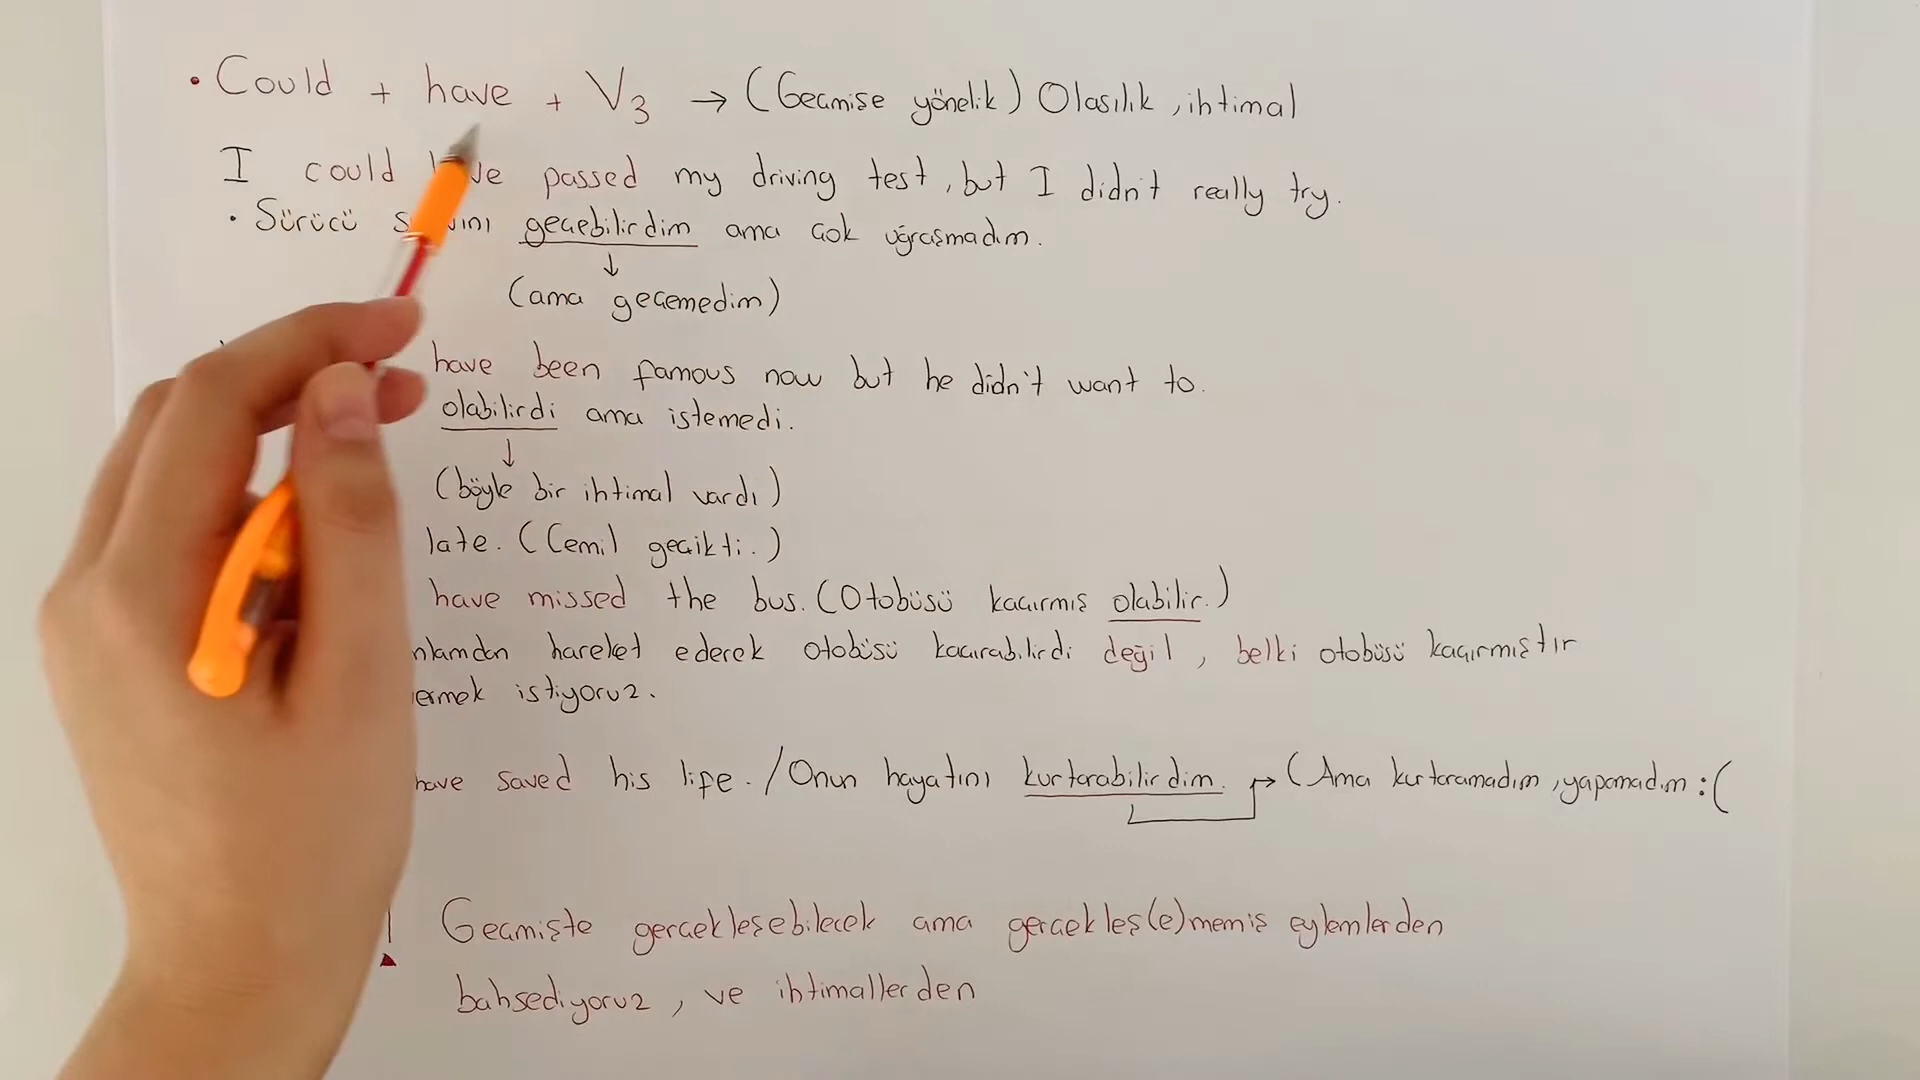 • Could + have + V3 → (Geçmişe yönelik) Olasılık, ihtimal
I could passed my driving test, but I didn't really try.
• Sürücü geçebilirdim ama çok uğraşmadım.
↓
(ama geçemedim)
have been famous now but he didn't want to.
olabilirdi ama istemedi.
↓
(böyle bir ihtimal vardı)
late. (Cemil gecikti.)
have missed the bus. (Otobüsü kaçırmış olabilir.)
hareket ederek otobüsü kaçırabilirdi değil, belki otobüsü kaçırmıştır
istiyoruz.
have saved his life. / Onun hayatını kurtarabilirdim. → (Ama kurtaramadım, yapamadım :(
! Geçmişte gerçekleşebilecek ama gerçekleş(e)memiş eylemlerden
bahsediyoruz, ve ihtimallerden